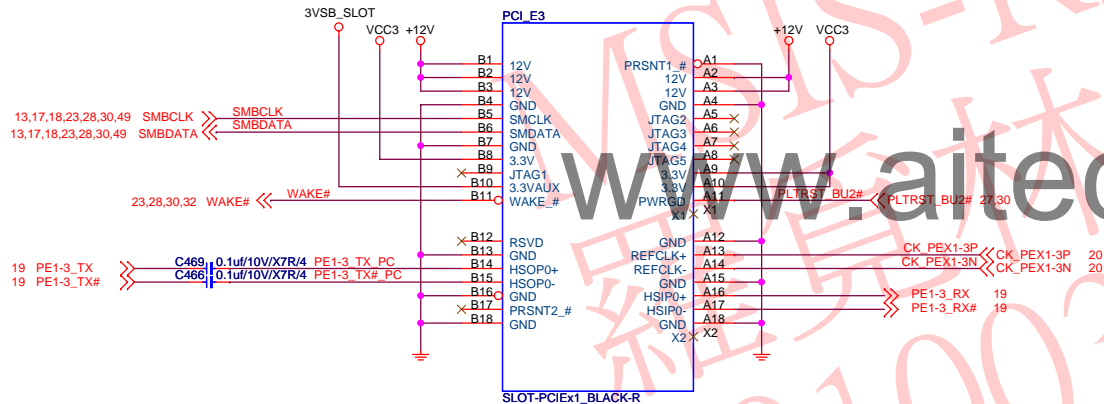 3VSB_SLOT
VCC3
+12V
PCI_E3
+12V
VCC3
B1 12V PRSNT1_# A1
B2 12V 12V A2
B3 12V 12V A3
B4 GND GND A4
13,17,18,23,28,30,49 SMBCLK SMBCLK B5 SMCLK JTAG2 A5
13,17,18,23,28,30,49 SMBDATA SMBDATA B6 SMDATA JTAG3 A6
B7 GND JTAG4 A7
B8 3.3V JTAG5 A8
B9 JTAG1 3.3V A9
B10 3.3VAUX 3.3V A10
23,28,30,32 WAKE# B11 WAKE_# PWRGD A11 PLTRST_BU2# PLTRST_BU2# 27,30
X1 X1
B12 RSVD GND A12
B13 GND REFCLK+ A13 CK_PEX1-3P CK_PEX1-3P 20
19 PE1-3_TX C469 0.1uf/10V/X7R/4 PE1-3_TX_PC B14 HSOP0+ REFCLK- A14 CK_PEX1-3N CK_PEX1-3N 20
19 PE1-3_TX# C466 0.1uf/10V/X7R/4 PE1-3_TX#_PC B15 HSOP0- GND A15
B16 GND HSIP0+ A16 PE1-3_RX 19
B17 PRSNT2_# HSIP0- A17 PE1-3_RX# 19
B18 GND GND A18
X2 X2
SLOT-PCIEx1_BLACK-R
www.aitec